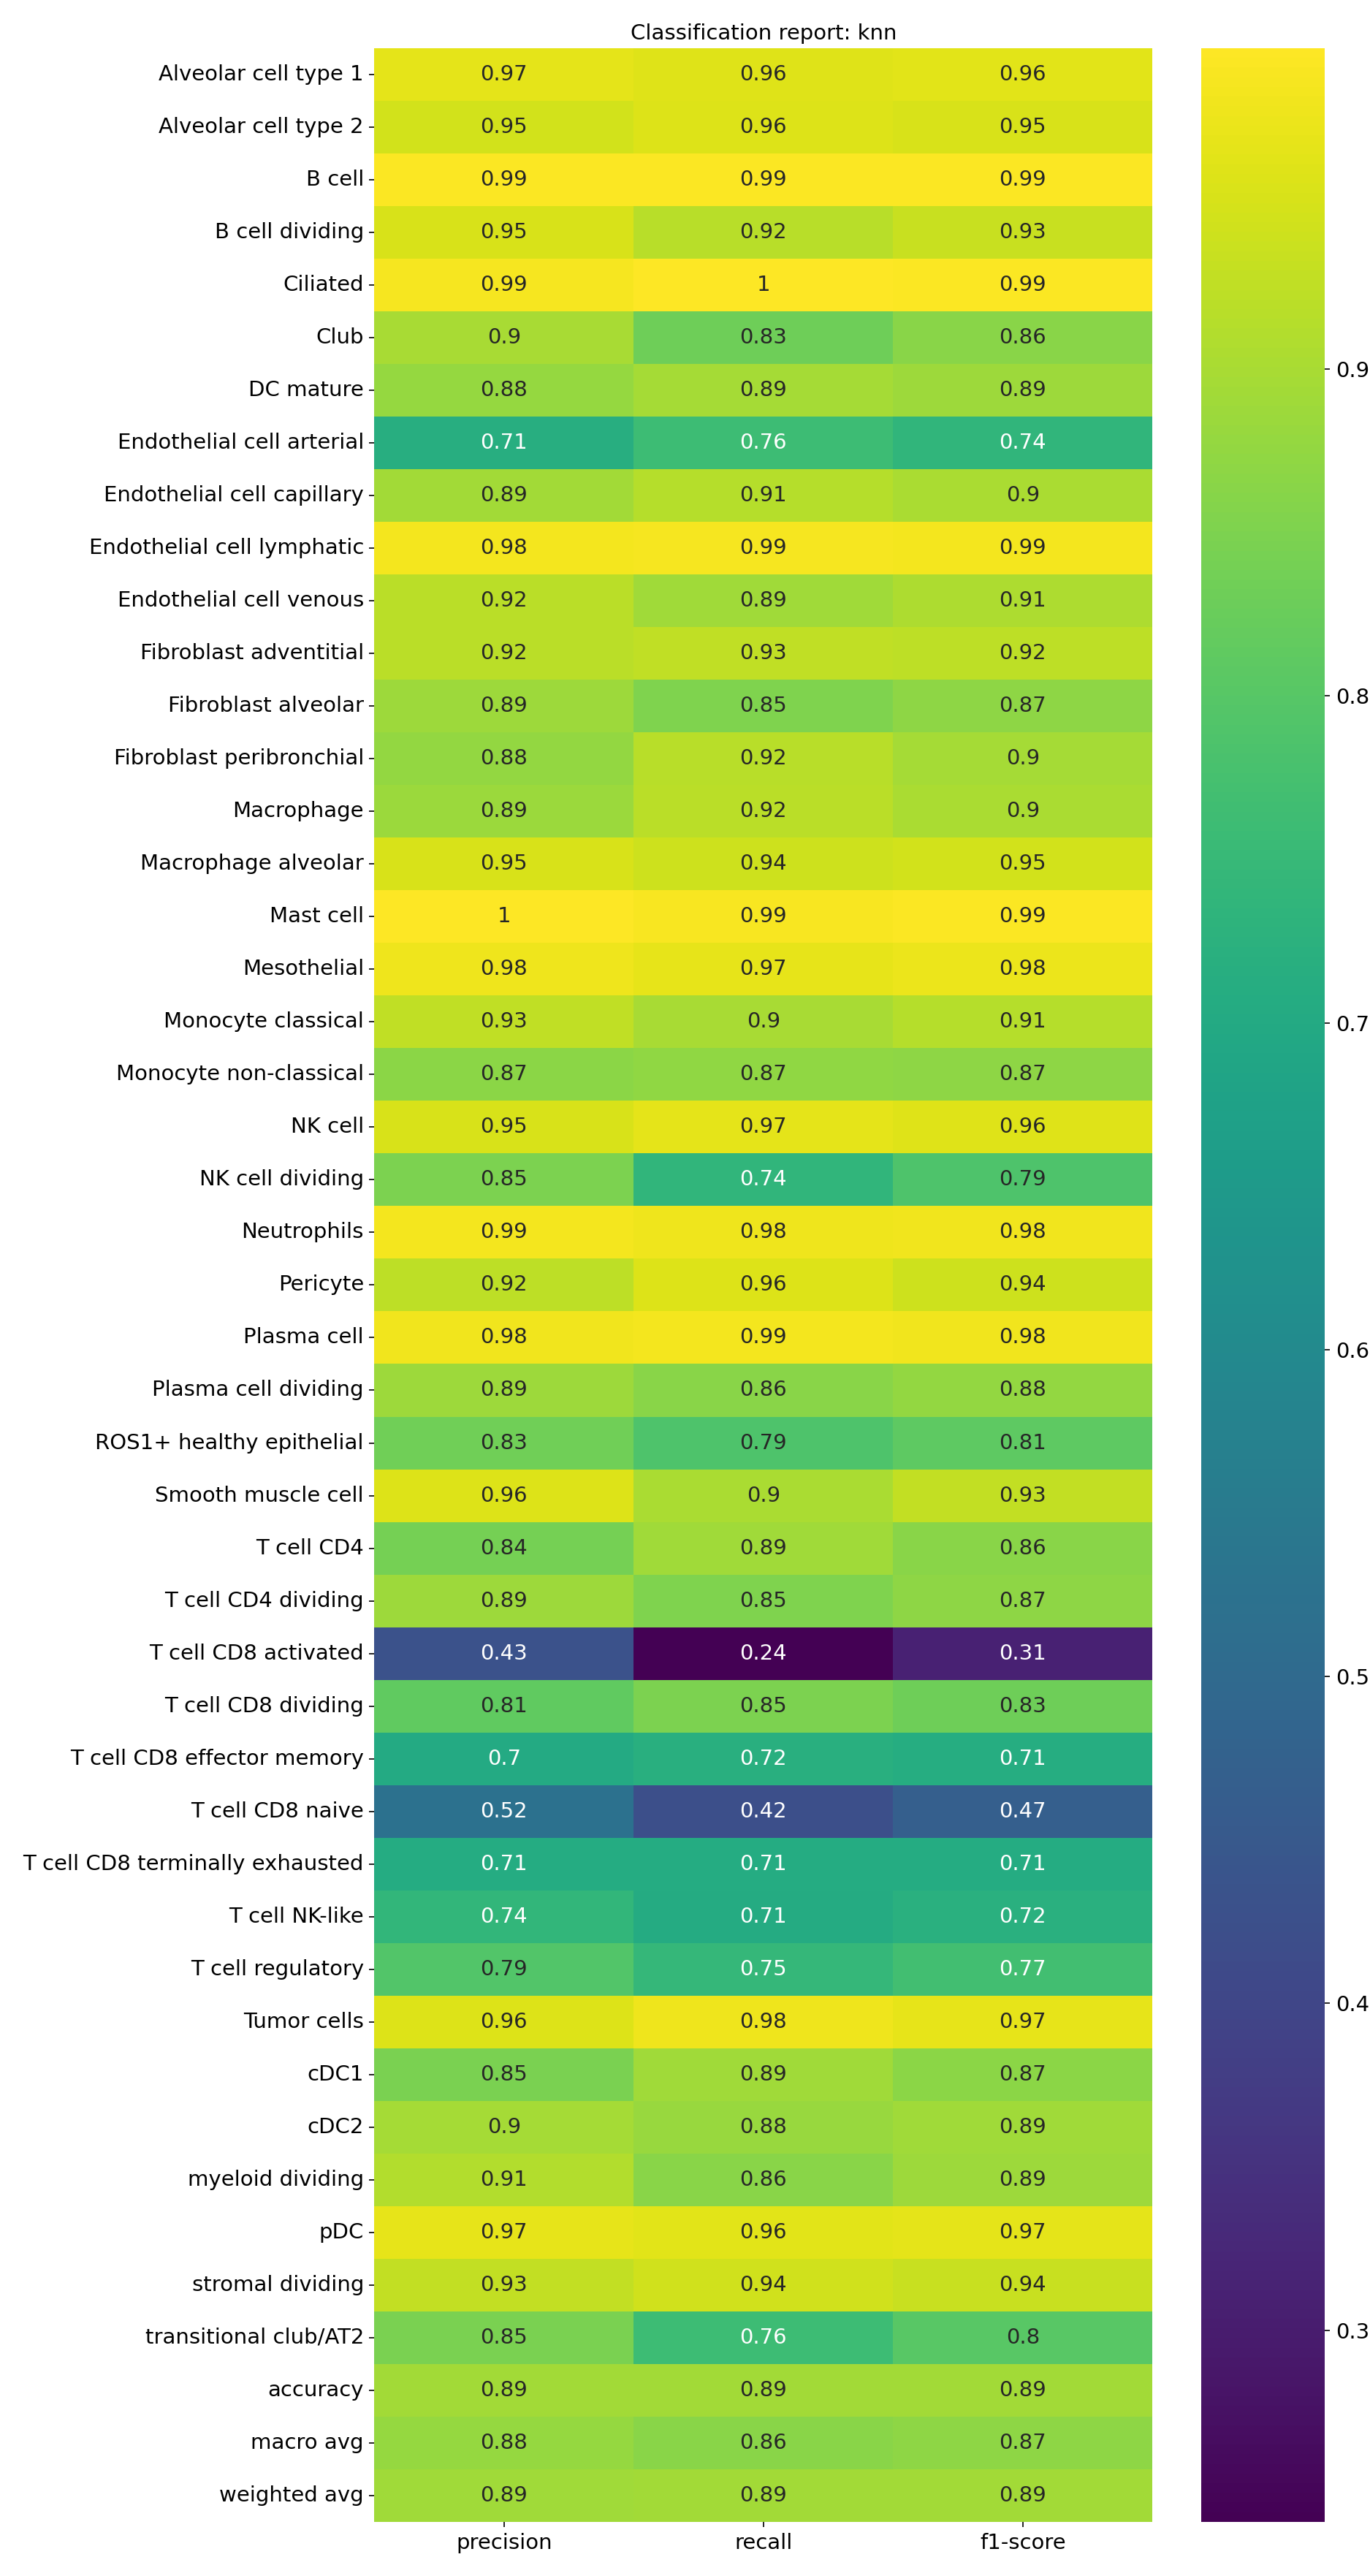 Classification report: knn
Alveolar cell type 1 0.97 0.96 0.96
Alveolar cell type 2 0.95 0.96 0.95
B cell 0.99 0.99 0.99
B cell dividing 0.95 0.92 0.93
Ciliated 0.99 1 0.99
Club 0.9 0.83 0.86
DC mature 0.88 0.89 0.89
Endothelial cell arterial 0.71 0.76 0.74
Endothelial cell capillary 0.89 0.91 0.9
Endothelial cell lymphatic 0.98 0.99 0.99
Endothelial cell venous 0.92 0.89 0.91
Fibroblast adventitial 0.92 0.93 0.92
Fibroblast alveolar 0.89 0.85 0.87
Fibroblast peribronchial 0.88 0.92 0.9
Macrophage 0.89 0.92 0.9
Macrophage alveolar 0.95 0.94 0.95
Mast cell 1 0.99 0.99
Mesothelial 0.98 0.97 0.98
Monocyte classical 0.93 0.9 0.91
Monocyte non-classical 0.87 0.87 0.87
NK cell 0.95 0.97 0.96
NK cell dividing 0.85 0.74 0.79
Neutrophils 0.99 0.98 0.98
Pericyte 0.92 0.96 0.94
Plasma cell 0.98 0.99 0.98
Plasma cell dividing 0.89 0.86 0.88
ROS1+ healthy epithelial 0.83 0.79 0.81
Smooth muscle cell 0.96 0.9 0.93
T cell CD4 0.84 0.89 0.86
T cell CD4 dividing 0.89 0.85 0.87
T cell CD8 activated 0.43 0.24 0.31
T cell CD8 dividing 0.81 0.85 0.83
T cell CD8 effector memory 0.7 0.72 0.71
T cell CD8 naive 0.52 0.42 0.47
T cell CD8 terminally exhausted 0.71 0.71 0.71
T cell NK-like 0.74 0.71 0.72
T cell regulatory 0.79 0.75 0.77
Tumor cells 0.96 0.98 0.97
cDC1 0.85 0.89 0.87
cDC2 0.9 0.88 0.89
myeloid dividing 0.91 0.86 0.89
pDC 0.97 0.96 0.97
stromal dividing 0.93 0.94 0.94
transitional club/AT2 0.85 0.76 0.8
accuracy 0.89 0.89 0.89
macro avg 0.88 0.86 0.87
weighted avg 0.89 0.89 0.89
precision recall f1-score
0.9
0.8
0.7
0.6
0.5
0.4
0.3